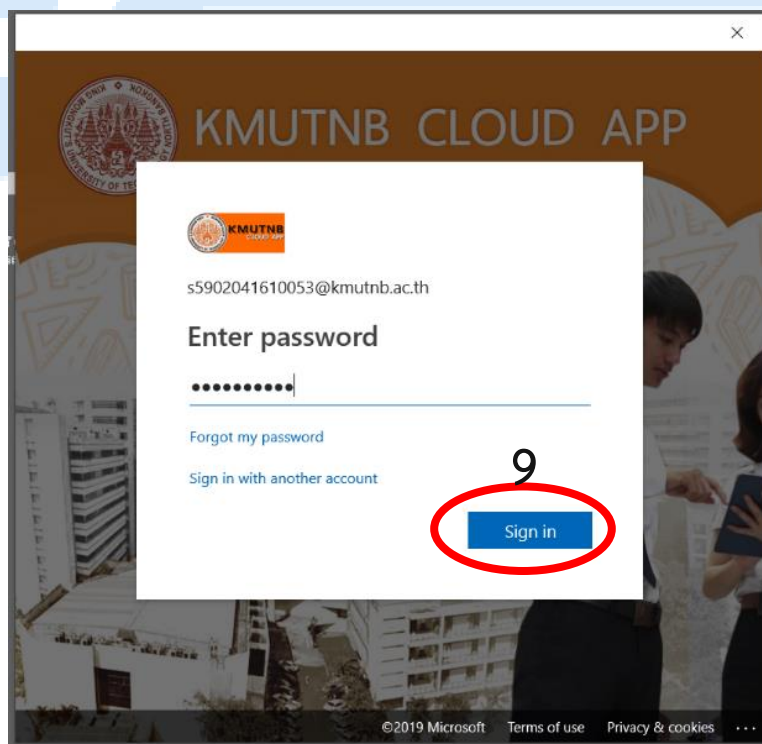 KMUTNB CLOUD APP
KMUTNB
CLOUD APP
s5902041610053@kmutnb.ac.th
Enter password
••••••••••
Forgot my password
Sign in with another account
9
Sign in
©2019 Microsoft Terms of use Privacy & cookies ...